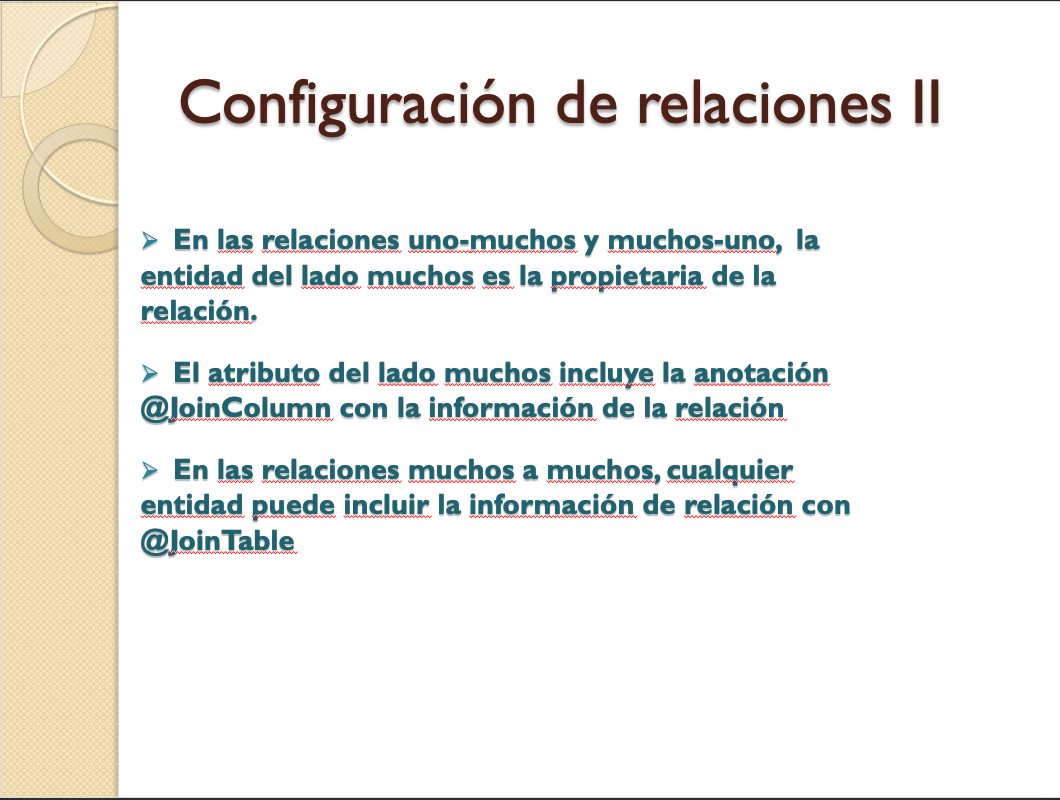 Configuración de relaciones II
➢ En las relaciones uno-muchos y muchos-uno,  la
entidad del lado muchos es la propietaria de la
relación.
➢ El atributo del lado muchos incluye la anotación
@JoinColumn con la información de la relación
➢ En las relaciones muchos a muchos, cualquier
entidad puede incluir la información de relación con
@JoinTable